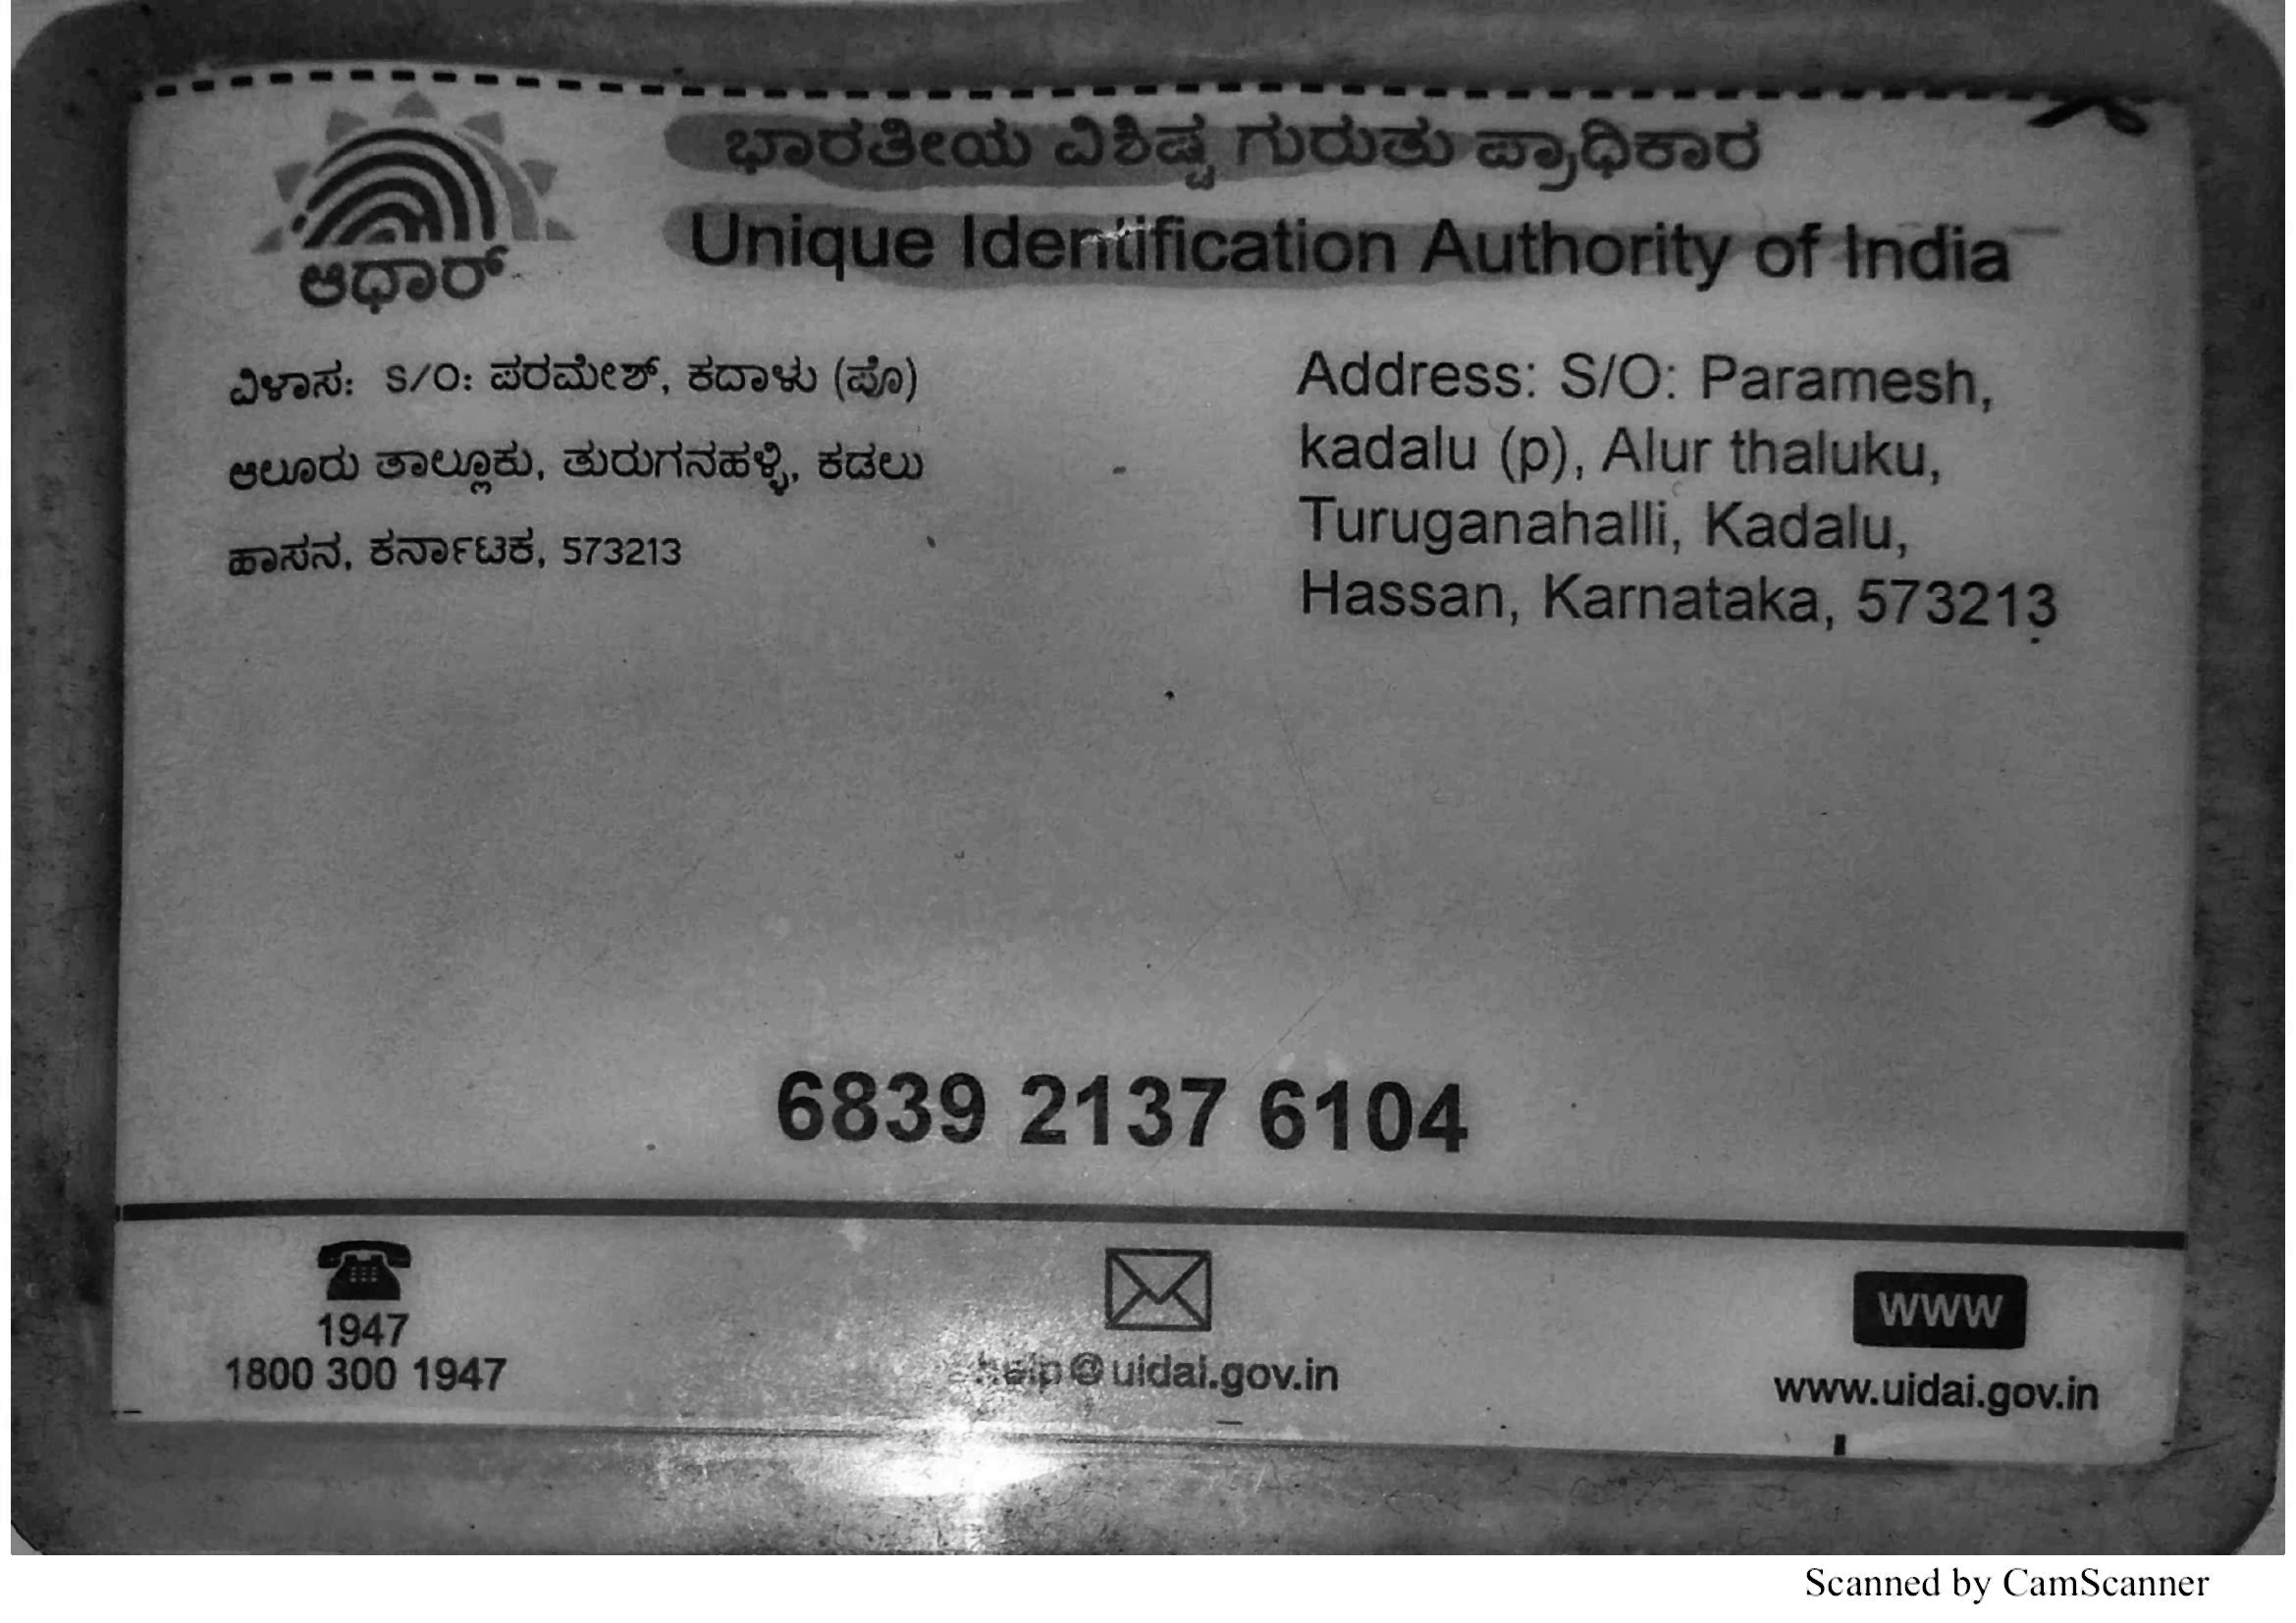 ಭಾರತೀಯ ವಿಶಿಷ್ಟ ಗುರುತು ಪ್ರಾಧಿಕಾರ
Unique Identification Authority of India
ಆಧಾರ್
ವಿಳಾಸ: S/O: ಪರಮೇಶ್, ಕದಾಳು (ಪೊ)
ಆಲೂರು ತಾಲ್ಲೂಕು, ತುರುಗನಹಳ್ಳಿ, ಕಡಲು
ಹಾಸನ, ಕರ್ನಾಟಕ, 573213
Address: S/O: Paramesh,
kadalu (p), Alur thaluku,
Turuganahalli, Kadalu,
Hassan, Karnataka, 573213
6839 2137 6104
1947
1800 300 1947
help@uidai.gov.in
WWW
www.uidai.gov.in
Scanned by CamScanner